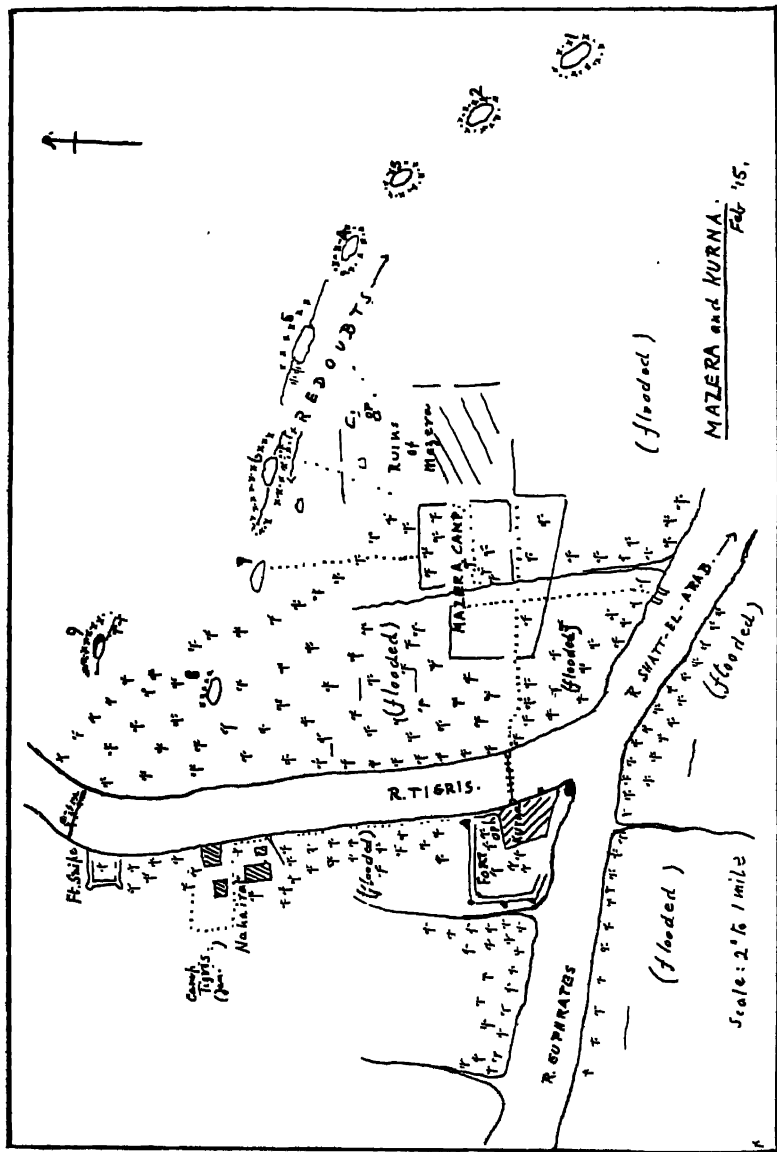 1
2
3
4
5
6
7
8
9
REDOUBTS
Ruins
of
Mazera
MAZERA CAMP.
(flooded)
(flooded)
(flooded)
(flooded)
(flooded)
(flooded)
R. TIGRIS.
Ft. Snipe
Camp
Tigris
(Jan.)
FORT
R. EUPHRATES
R SHATT-EL-ARAB.
MAZERA and KURNA.
Feb '15.
Scale: 2" to 1 mile